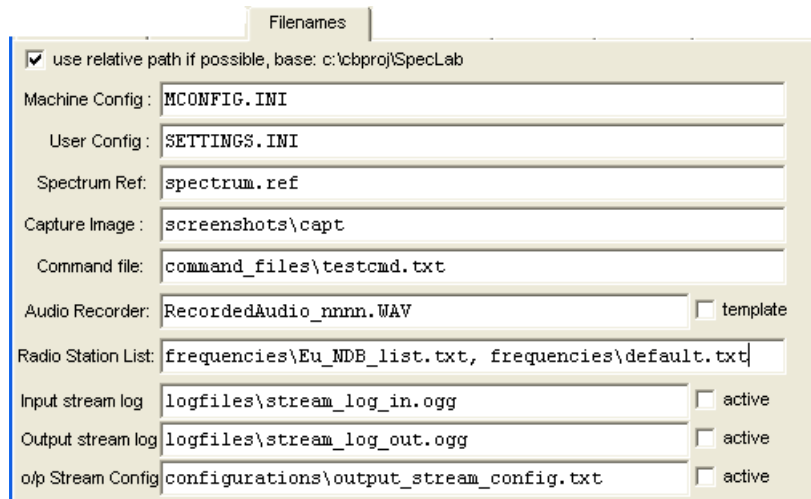 Filenames
use relative path if possible, base: c:\cbproj\SpecLab
Machine Config : MCONFIG.INI
User Config : SETTINGS.INI
Spectrum Ref: spectrum.ref
Capture Image : screenshots\capt
Command file: command_files\testcmd.txt
Audio Recorder: RecordedAudio_nnnn.WAV template
Radio Station List: frequencies\Eu_NDB_list.txt, frequencies\default.txt
Input stream log logfiles\stream_log_in.ogg active
Output stream log logfiles\stream_log_out.ogg active
o/p Stream Config configurations\output_stream_config.txt active